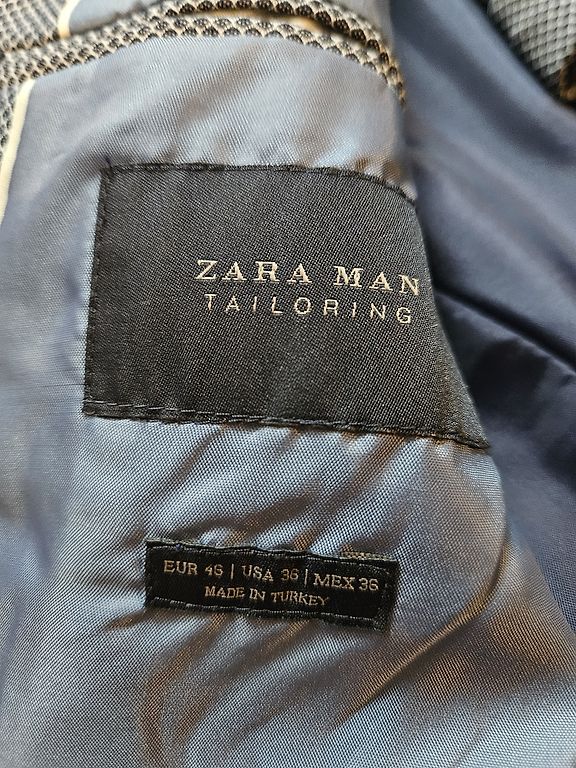 ZARA MAN
TAILORING
EUR 46 | USA 36 | MEX 36
MADE IN TURKEY